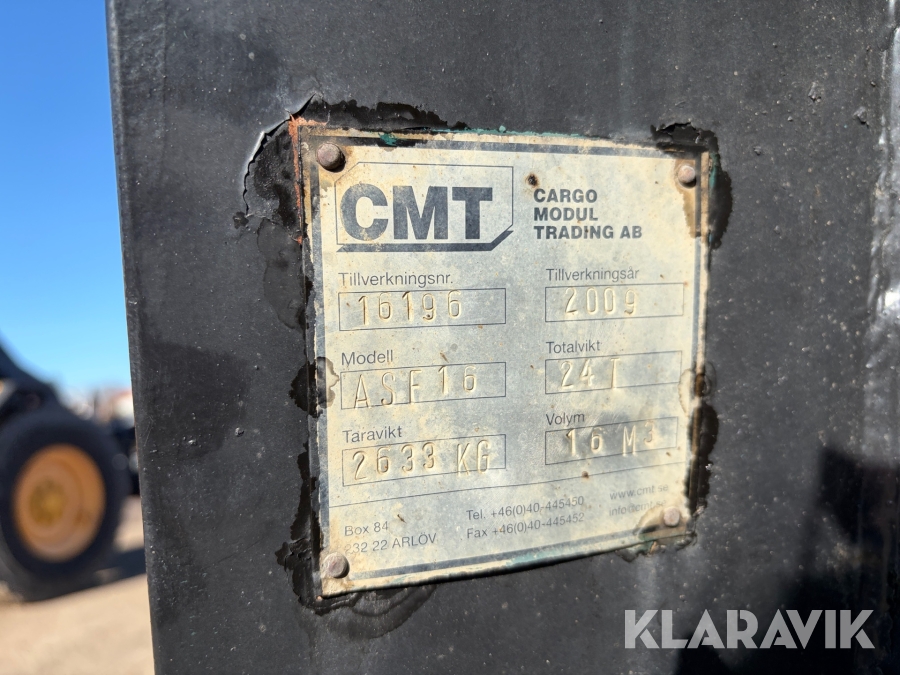 CMT
CARGO
MODUL
TRADING AB
Tillverkningsnr.
16196
Tillverkningsår
2009
Modell
ASF16
Totalvikt
24 T
Taravikt
2633 KG
Volym
16 M3
Box 84
232 22 ARLÖV
Tel. +46(0)40-445450
Fax +46(0)40-445452
www.cmt.se
KLARAVIK